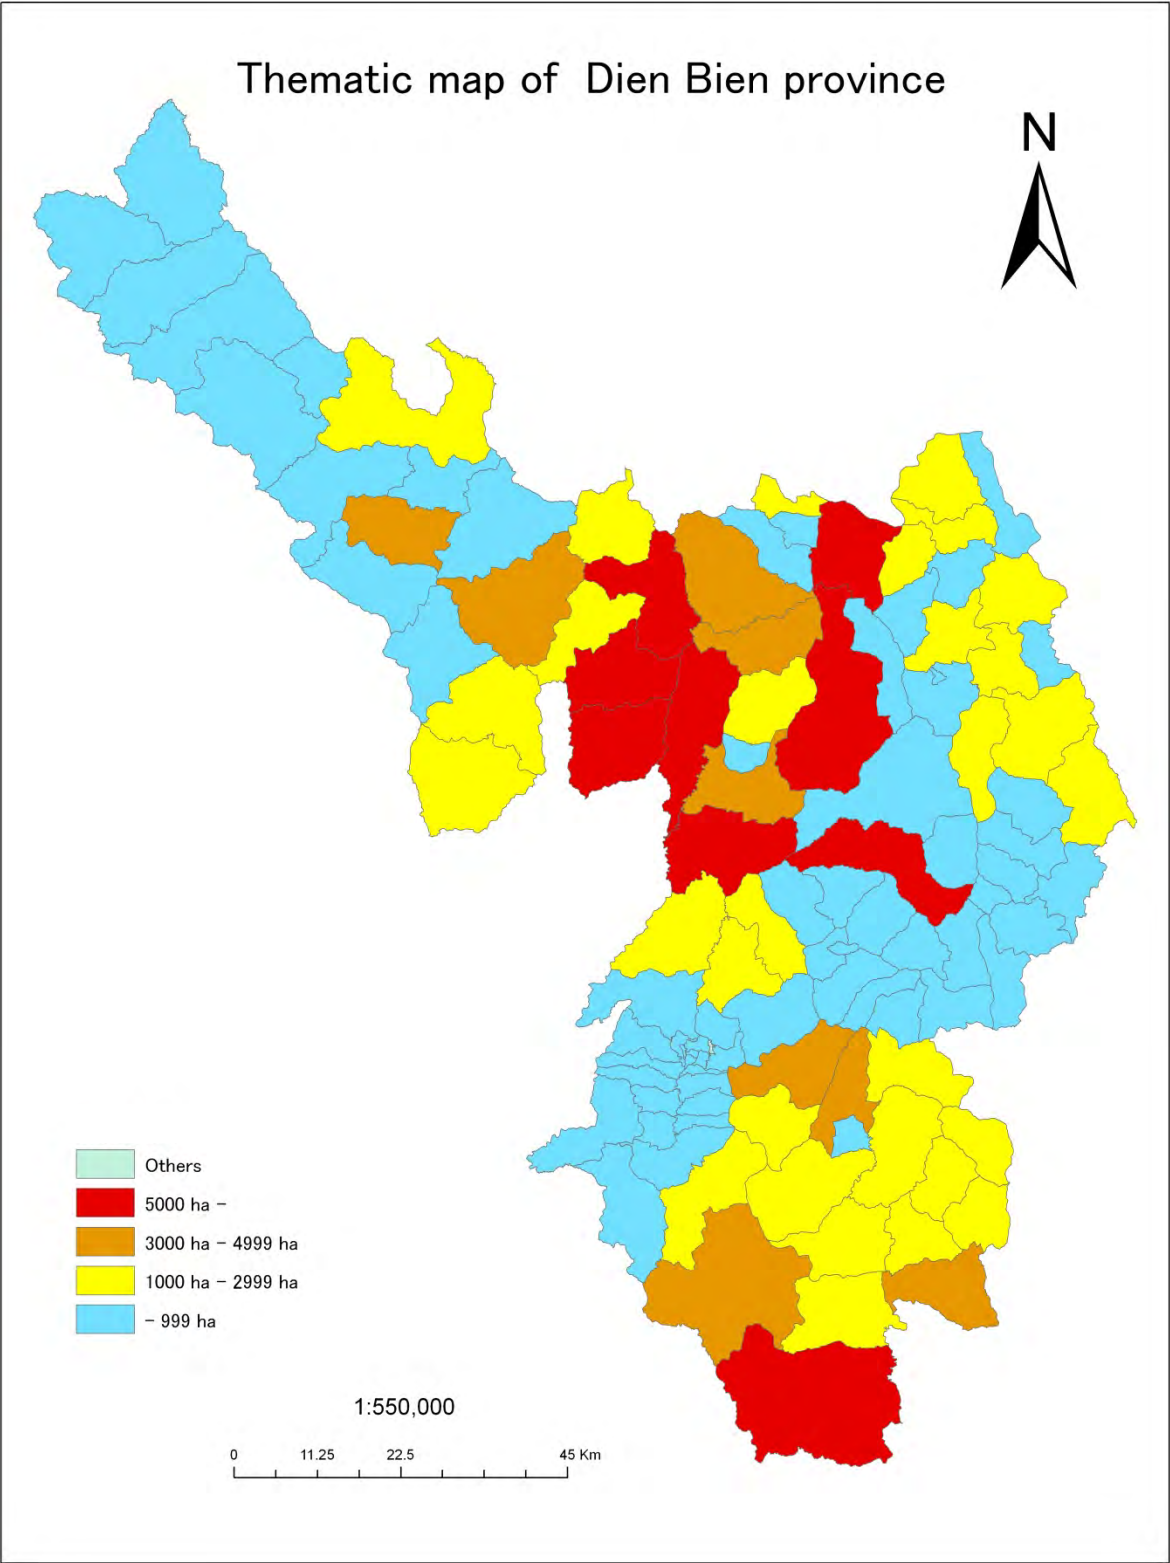 Thematic map of Dien Bien province
N
Others
5000 ha -
3000 ha - 4999 ha
1000 ha - 2999 ha
- 999 ha
1:550,000
0 11.25 22.5 45 Km